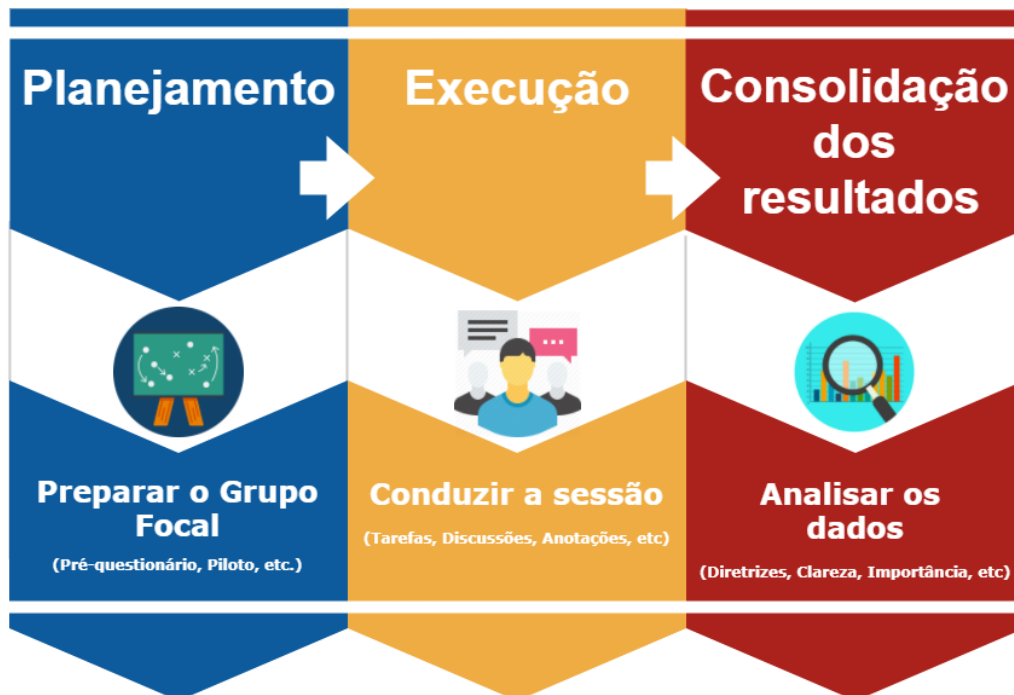 Planejamento
Execução
Consolidação
dos
resultados
Preparar o Grupo
Focal
(Pré-questionário, Piloto, etc.)
Conduzir a sessão
(Tarefas, Discussões, Anotações, etc)
Analisar os
dados
(Diretrizes, Clareza, Importância, etc)